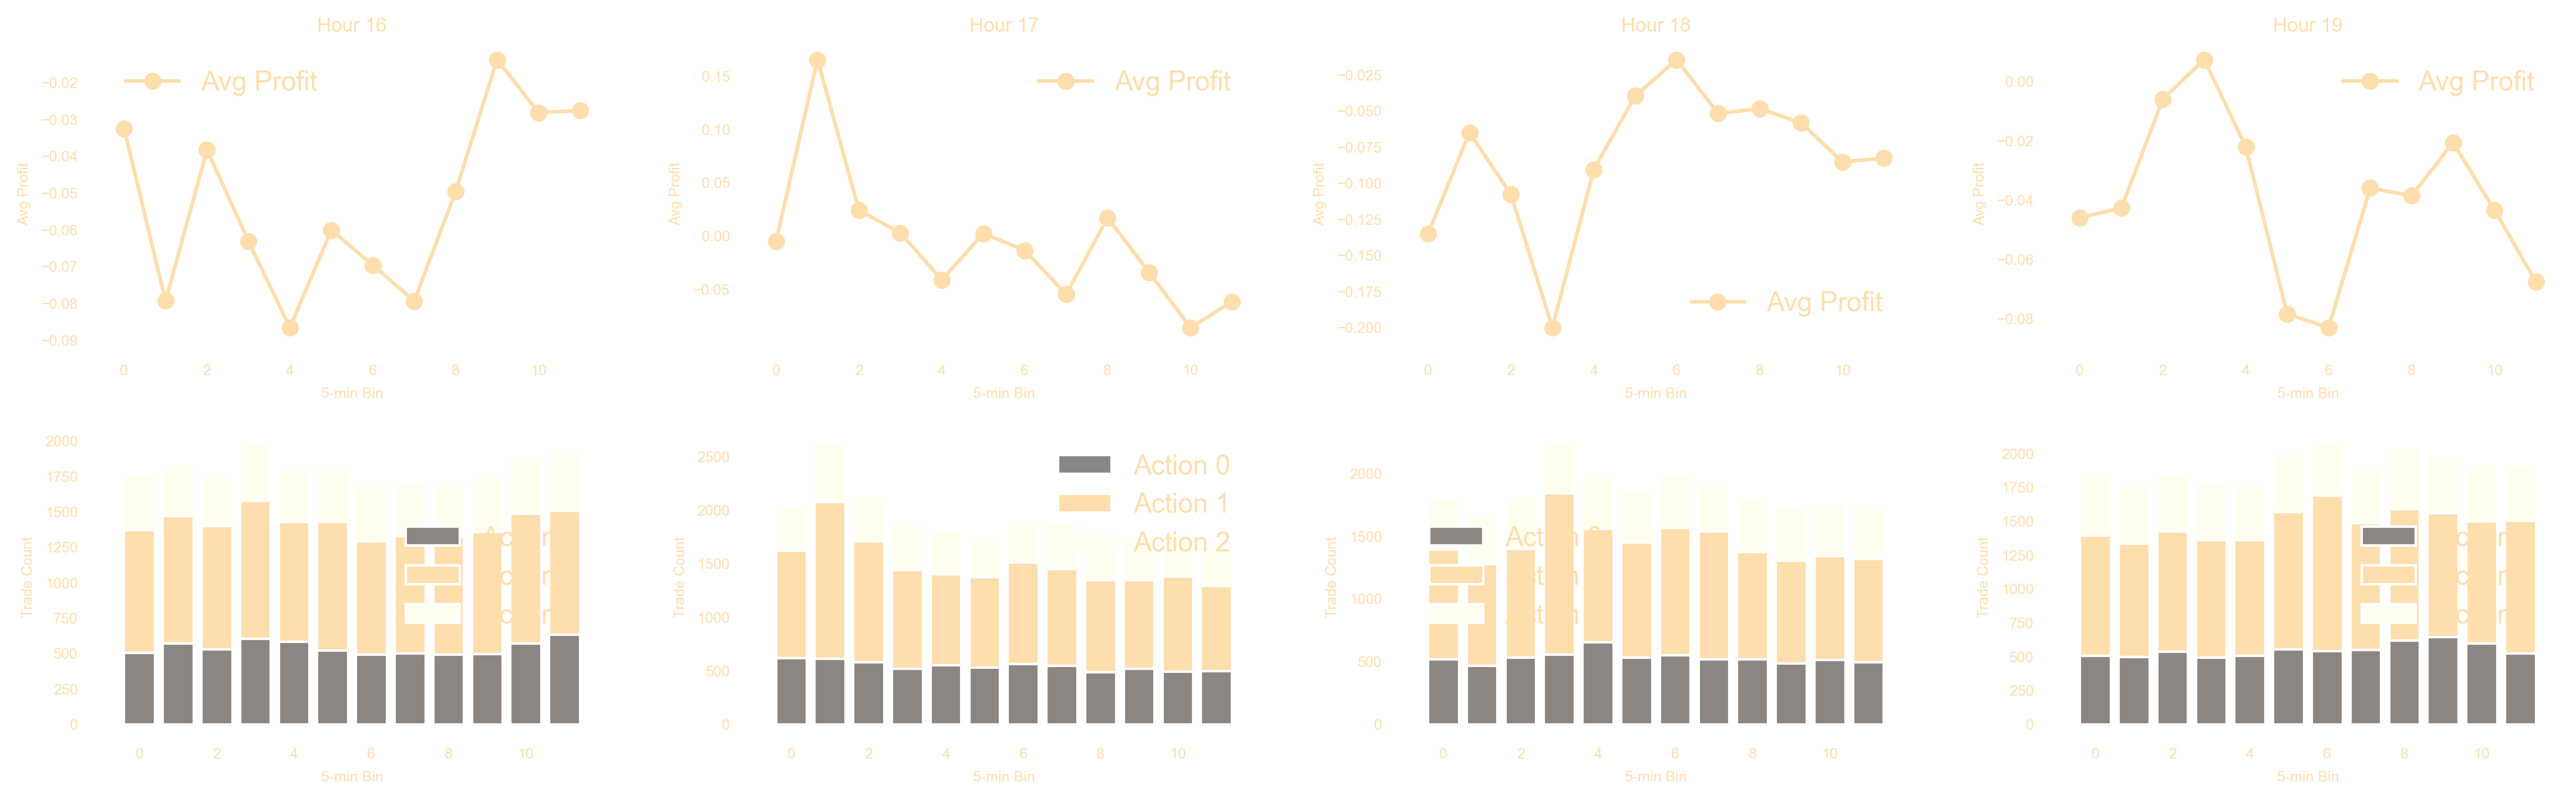 Hour 16
Avg Profit
Avg Profit
−0.02
−0.03
−0.04
−0.05
−0.06
−0.07
−0.08
−0.09
0 2 4 6 8 10
5-min Bin
Hour 17
Avg Profit
Avg Profit
0.15
0.10
0.05
0.00
−0.05
0 2 4 6 8 10
5-min Bin
Hour 18
Avg Profit
Avg Profit
−0.025
−0.050
−0.075
−0.100
−0.125
−0.150
−0.175
−0.200
0 2 4 6 8 10
5-min Bin
Hour 19
Avg Profit
Avg Profit
0.00
−0.02
−0.04
−0.06
−0.08
0 2 4 6 8 10
5-min Bin
Trade Count
2000
1750
1500
1250
1000
750
500
250
0
0 2 4 6 8 10
5-min Bin
Trade Count
2500
2000
1500
1000
500
0
Action 0
Action 1
Action 2
0 2 4 6 8 10
5-min Bin
Trade Count
2000
1500
1000
500
0
0 2 4 6 8 10
5-min Bin
Trade Count
2000
1750
1500
1250
1000
750
500
250
0
0 2 4 6 8 10
5-min Bin